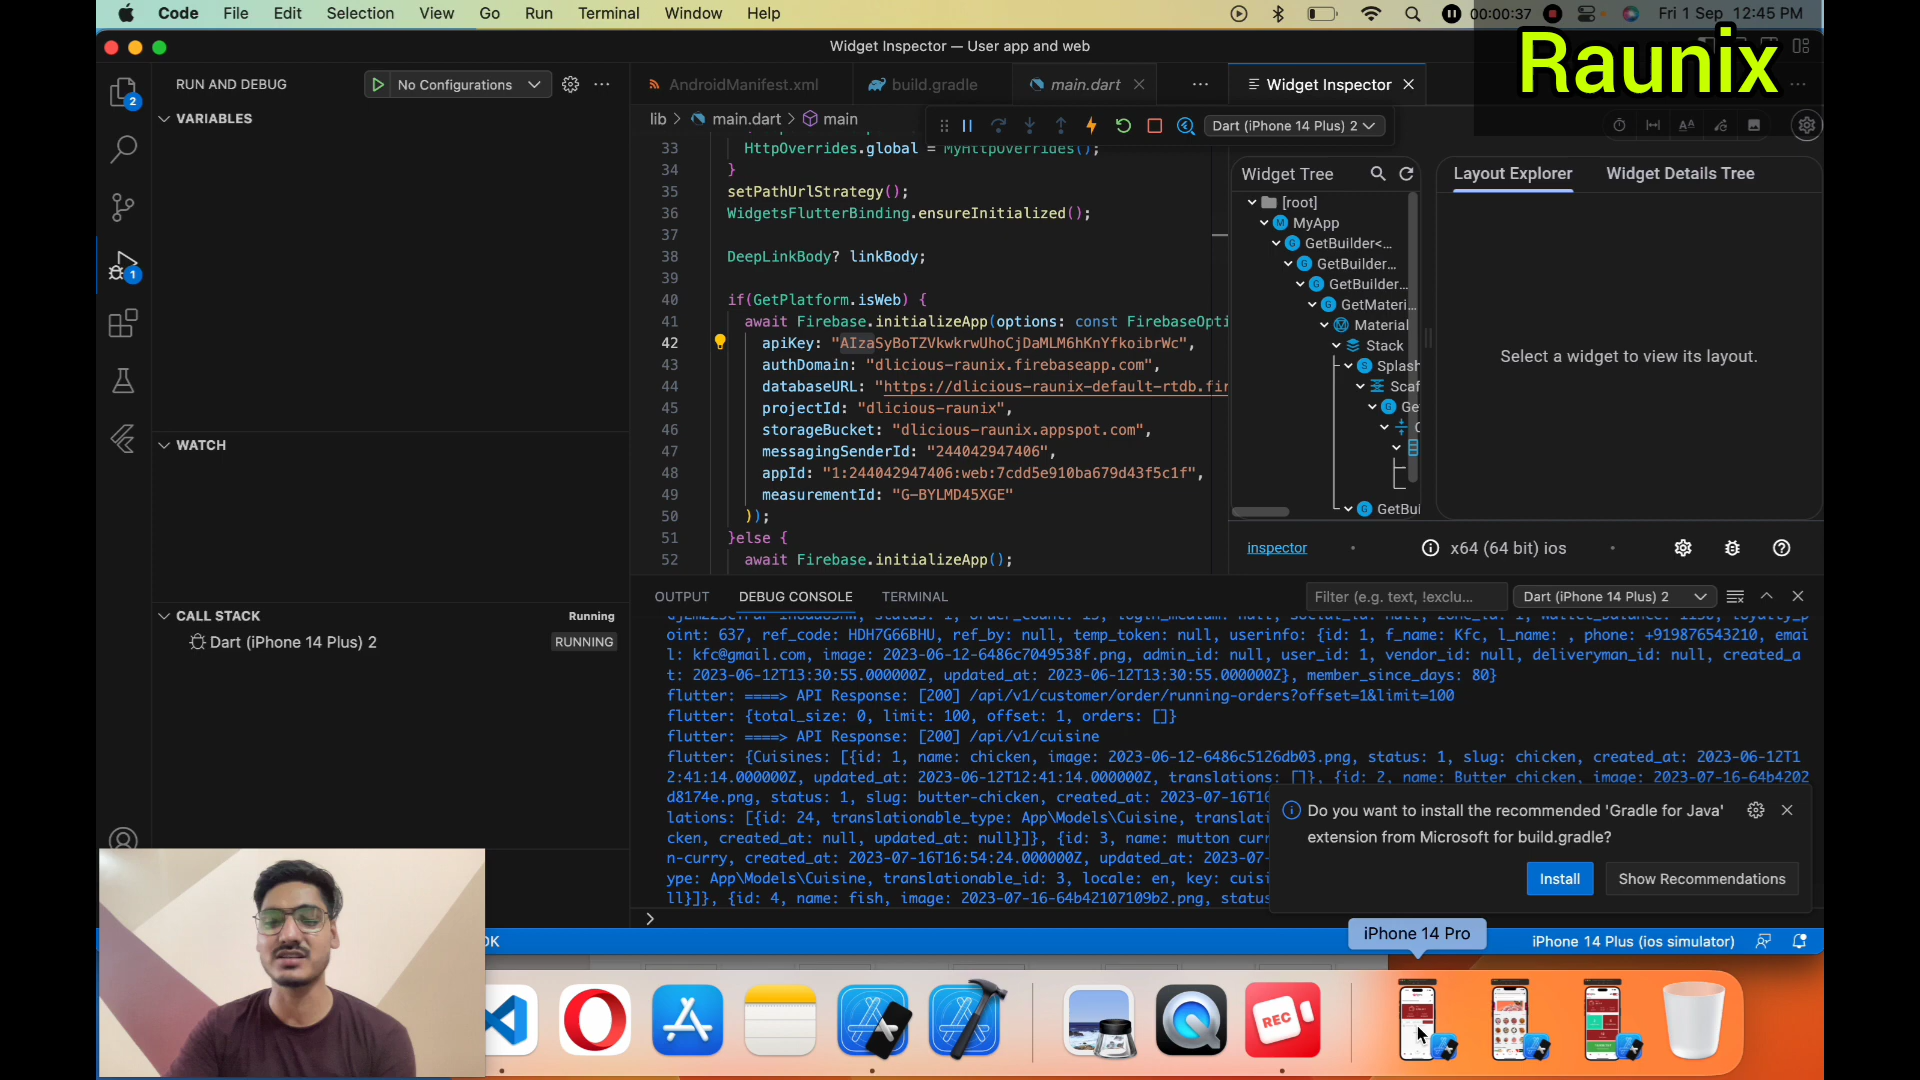 Code File Edit Selection View Go Run Terminal Window Help
00:00:37 Fri 1 Sep 12:45 PM
Widget Inspector — User app and web
Raunix
RUN AND DEBUG
No Configurations
AndroidManifest.xml
build.gradle
main.dart
Widget Inspector
VARIABLES
lib > main.dart > main
Dart (iPhone 14 Plus) 2
33 HttpOverrides.global = MyHttpOverrides();
34 }
35 setPathUrlStrategy();
36 WidgetsFlutterBinding.ensureInitialized();
37
38 DeepLinkBody? linkBody;
39
40 if(GetPlatform.isWeb) {
41 await Firebase.initializeApp(options: const FirebaseOpti
42 apiKey: "AIzaSyBoTZVkwkrwUhoCjDaMLM6hKnYfkoibrWc",
43 authDomain: "dlicious-raunix.firebaseapp.com",
44 databaseURL: "https://dlicious-raunix-default-rtdb.fir
45 projectId: "dlicious-raunix",
46 storageBucket: "dlicious-raunix.appspot.com",
47 messagingSenderId: "244042947406",
48 appId: "1:244042947406:web:7cdd5e910ba679d43f5c1f",
49 measurementId: "G-BYLMD45XGE"
50 ));
51 }else {
52 await Firebase.initializeApp();
Widget Tree
[root]
MyApp
GetBuilder<...
GetBuilder...
GetBuilder...
GetMateri...
Material
Stack
Splash
Scaf
Ge
C
GetBui
Layout Explorer
Widget Details Tree
Select a widget to view its layout.
inspector
x64 (64 bit) ios
WATCH
CALL STACK
Running
Dart (iPhone 14 Plus) 2
RUNNING
2
1
OUTPUT
DEBUG CONSOLE
TERMINAL
Filter (e.g. text, !exclu...
Dart (iPhone 14 Plus) 2
oint: 637, ref_code: HDH7G66BHU, ref_by: null, temp_token: null, userinfo: {id: 1, f_name: Kfc, l_name: , phone: +919876543210, emai
l: kfc@gmail.com, image: 2023-06-12-6486c7049538f.png, admin_id: null, user_id: 1, vendor_id: null, deliveryman_id: null, created_a
t: 2023-06-12T13:30:55.000000Z, updated_at: 2023-06-12T13:30:55.000000Z}, member_since_days: 80}
flutter: ====> API Response: [200] /api/v1/customer/order/running-orders?offset=1&limit=100
flutter: {total_size: 0, limit: 100, offset: 1, orders: []}
flutter: ====> API Response: [200] /api/v1/cuisine
flutter: {Cuisines: [{id: 1, name: chicken, image: 2023-06-12-6486c5126db03.png, status: 1, slug: chicken, created_at: 2023-06-12T1
2:41:14.000000Z, updated_at: 2023-06-12T12:41:14.000000Z, translations: []}, {id: 2, name: Butter chicken, image: 2023-07-16-64b4202
d8174e.png, status: 1, slug: butter-chicken, created_at: 2023-07-16T16
lations: [{id: 24, translationable_type: App\Models\Cuisine, translati
cken, created_at: null, updated_at: null}]}, {id: 3, name: mutton curr
n-curry, created_at: 2023-07-16T16:54:24.000000Z, updated_at: 2023-07-
ype: App\Models\Cuisine, translationable_id: 3, locale: en, key: cuisi
ll}]}, {id: 4, name: fish, image: 2023-07-16-64b42107109b2.png, status
Do you want to install the recommended 'Gradle for Java'
extension from Microsoft for build.gradle?
Install
Show Recommendations
iPhone 14 Pro
iPhone 14 Plus (ios simulator)
REC